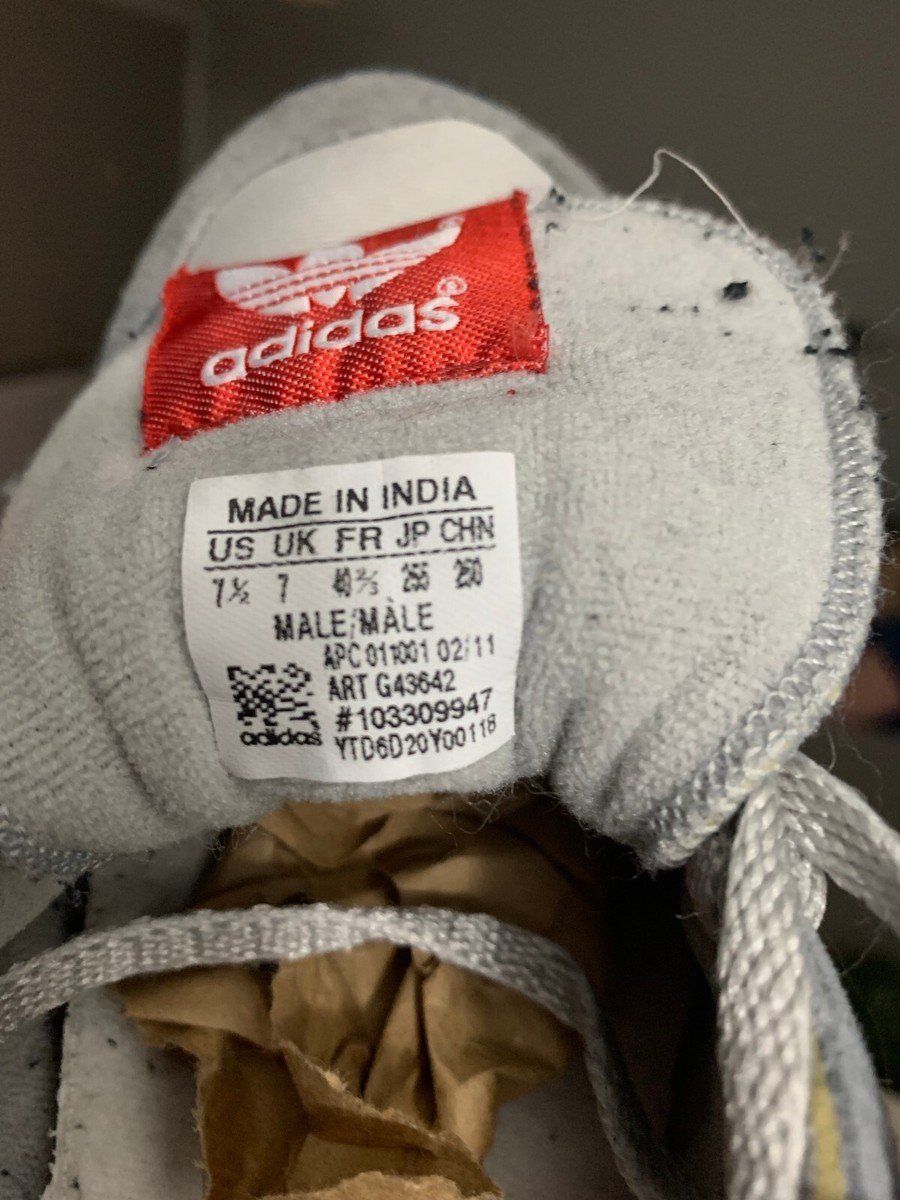 adidas®
MADE IN INDIA
US UK FR JP CHN
7½ 7 40⅔ 255 250
MALE/MÀLE
APC 011001 02/11
ART G43642
#103309947
adidas YTD6D20Y00118